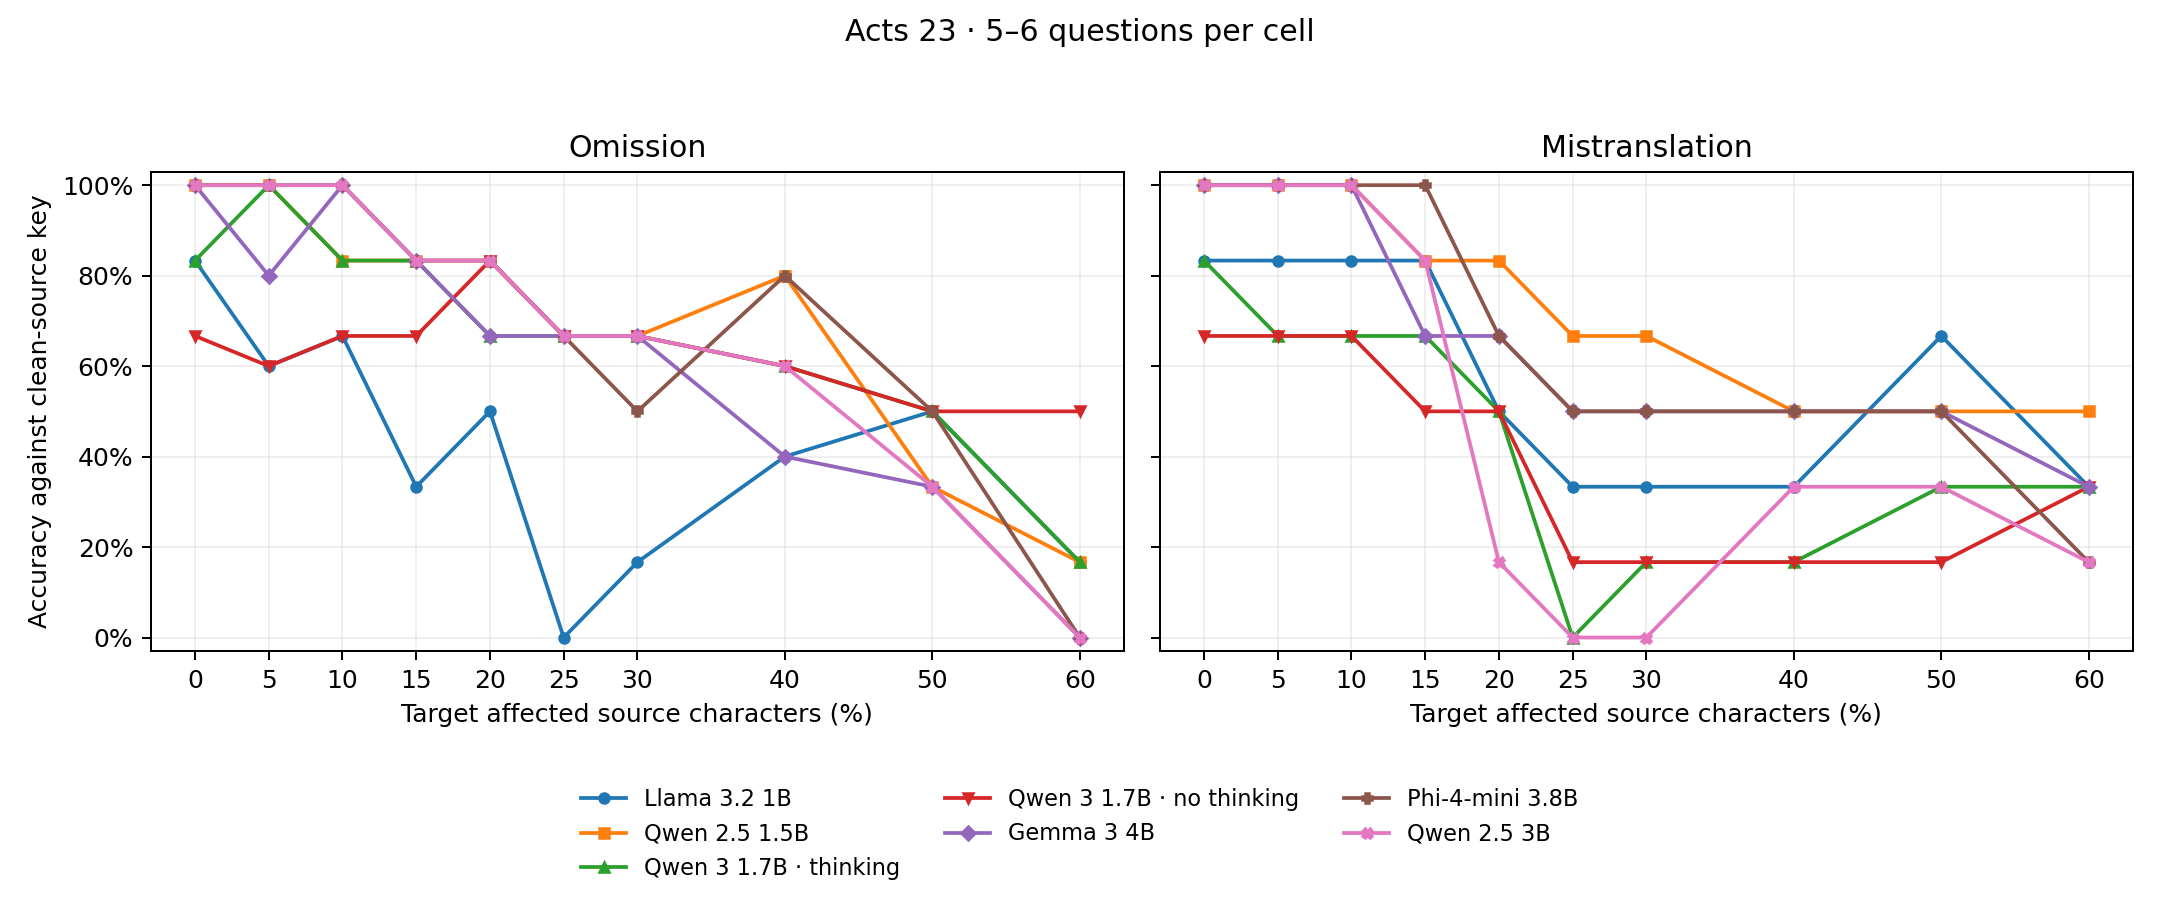 Acts 23 · 5–6 questions per cell
Omission
Mistranslation
Accuracy against clean-source key
100%
80%
60%
40%
20%
0%
0 5 10 15 20 25 30 40 50 60
0 5 10 15 20 25 30 40 50 60
Target affected source characters (%)
Target affected source characters (%)
Llama 3.2 1B
Qwen 2.5 1.5B
Qwen 3 1.7B · thinking
Qwen 3 1.7B · no thinking
Gemma 3 4B
Phi-4-mini 3.8B
Qwen 2.5 3B